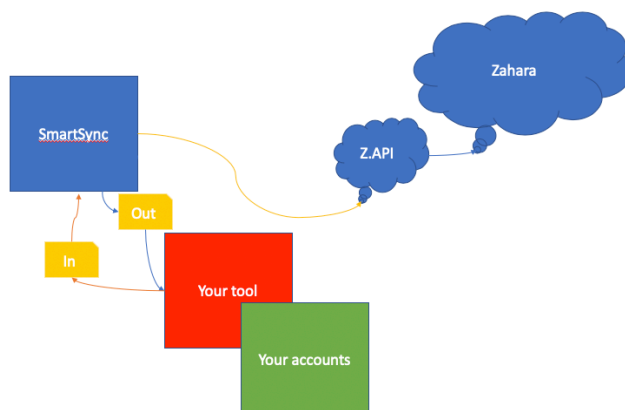 Zahara
SmartSync
Z.API
Out
In
Your tool
Your accounts